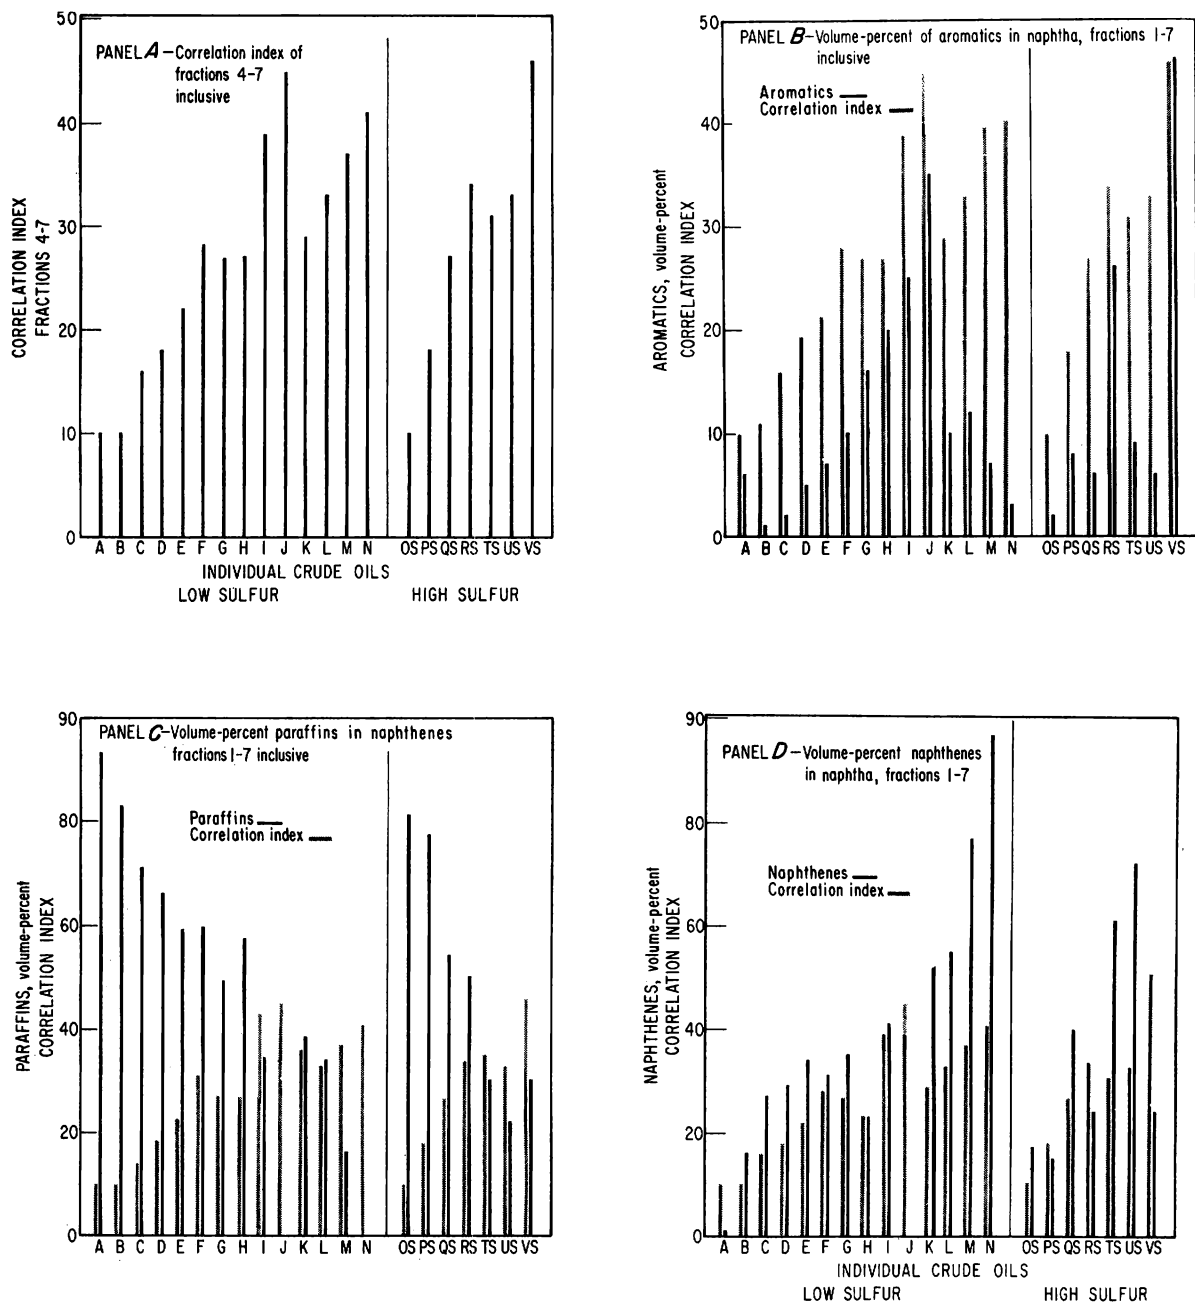 PANEL A—Correlation index of
fractions 4-7
inclusive
50
40
30
20
10
0
CORRELATION INDEX
FRACTIONS 4-7
A B C D E F G H I J K L M N OS PS QS RS TS US VS
INDIVIDUAL CRUDE OILS
LOW SULFUR HIGH SULFUR
PANEL B—Volume-percent of aromatics in naphtha, fractions 1-7
inclusive
Aromatics
Correlation index
50
40
30
20
10
0
AROMATICS, volume-percent
CORRELATION INDEX
A B C D E F G H I J K L M N OS PS QS RS TS US VS
PANEL C—Volume-percent paraffins in naphthenes
fractions 1-7 inclusive
Paraffins
Correlation index
90
80
60
40
20
0
PARAFFINS, volume-percent
CORRELATION INDEX
A B C D E F G H I J K L M N OS PS QS RS TS US VS
PANEL D—Volume-percent naphthenes
in naphtha, fractions 1-7
Naphthenes
Correlation index
90
80
60
40
20
0
NAPHTHENES, volume-percent
CORRELATION INDEX
A B C D E F G H I J K L M N OS PS QS RS TS US VS
INDIVIDUAL CRUDE OILS
LOW SULFUR HIGH SULFUR